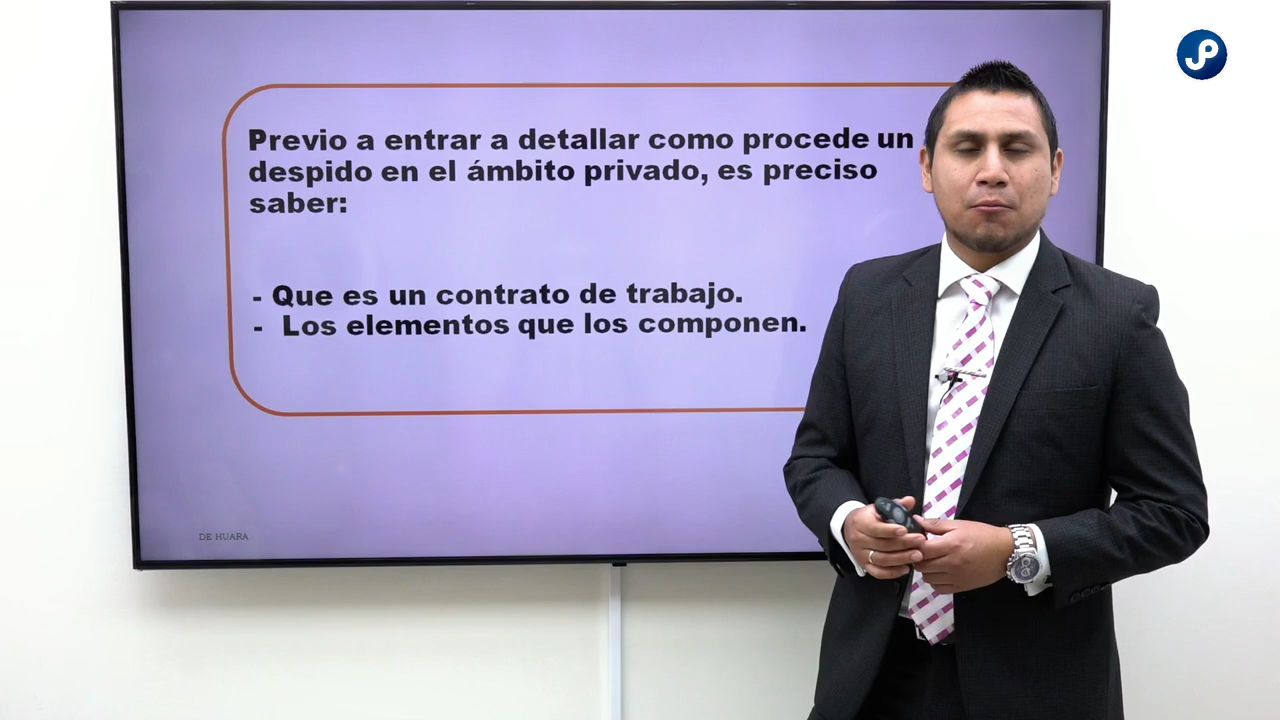 Previo a entrar a detallar como procede un
despido en el ámbito privado, es preciso
saber:
- Que es un contrato de trabajo.
- Los elementos que los componen.
DE HUARA
JP